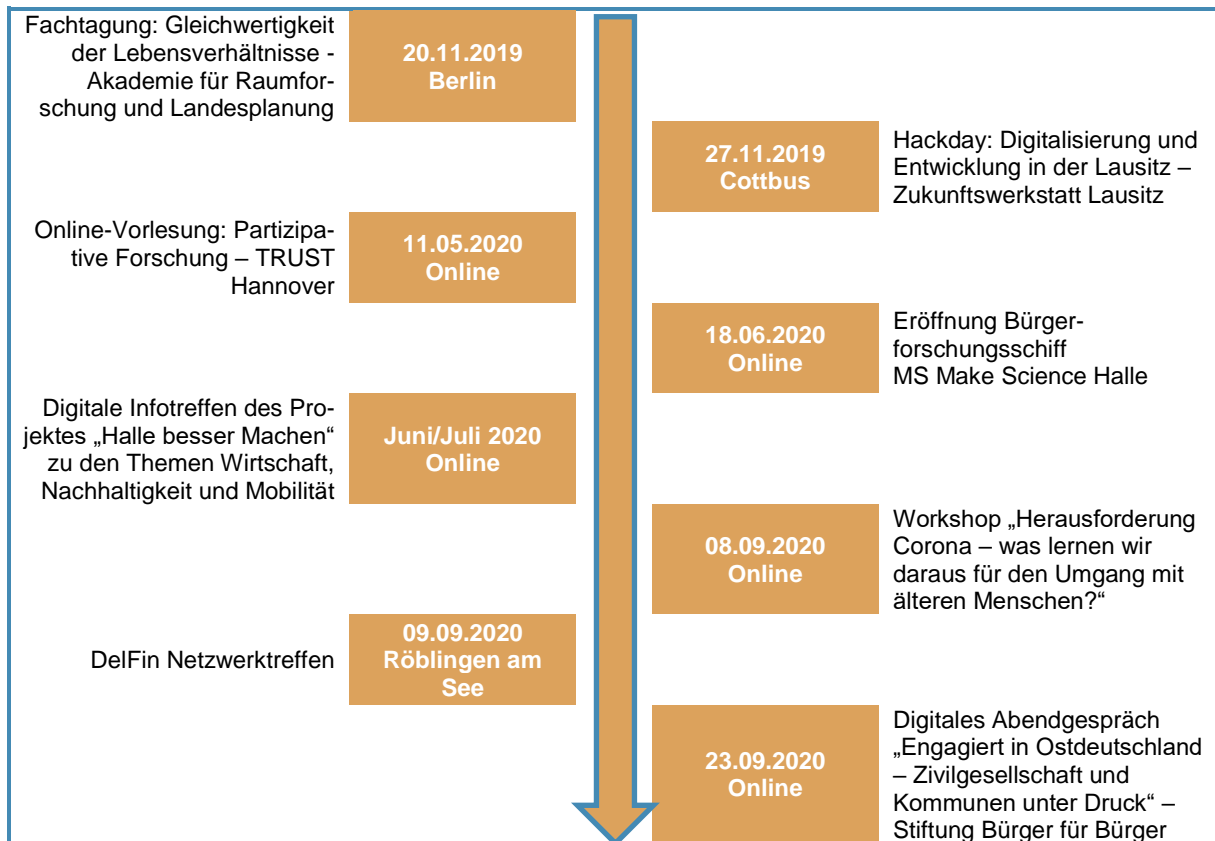 Fachtagung: Gleichwertigkeit
der Lebensverhältnisse -
Akademie für Raumfor-
schung und Landesplanung
20.11.2019
Berlin
27.11.2019
Cottbus
Hackday: Digitalisierung und
Entwicklung in der Lausitz –
Zukunftswerkstatt Lausitz
Online-Vorlesung: Partizipa-
tive Forschung – TRUST
Hannover
11.05.2020
Online
18.06.2020
Online
Eröffnung Bürger-
forschungsschiff
MS Make Science Halle
Digitale Infotreffen des Pro-
jektes „Halle besser Machen“
zu den Themen Wirtschaft,
Nachhaltigkeit und Mobilität
Juni/Juli 2020
Online
08.09.2020
Online
Workshop „Herausforderung
Corona – was lernen wir
daraus für den Umgang mit
älteren Menschen?“
DelFin Netzwerktreffen
09.09.2020
Röblingen am
See
23.09.2020
Online
Digitales Abendgespräch
„Engagiert in Ostdeutschland
– Zivilgesellschaft und
Kommunen unter Druck“ –
Stiftung Bürger für Bürger